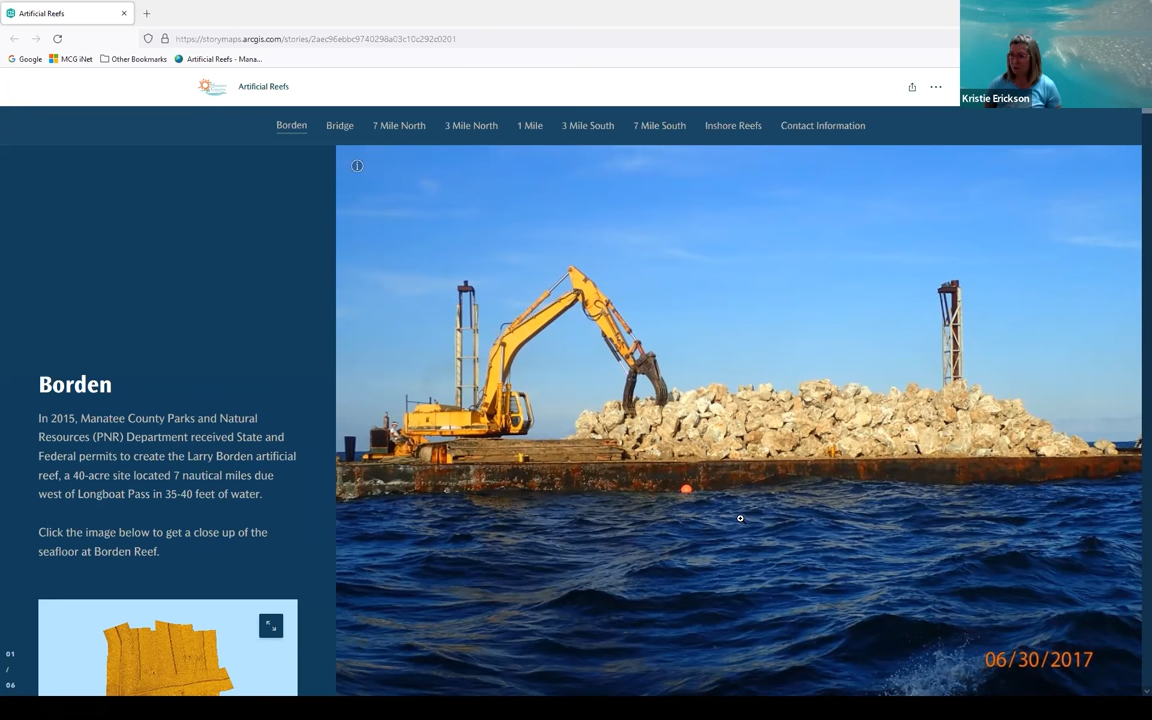 Artificial Reefs
https://storymaps.arcgis.com/stories/2aec96ebbc9740298a03c10c292c0201
Google MCG iNet Other Bookmarks Artificial Reefs - Mana...
Artificial Reefs
Kristie Erickson
Borden Bridge 7 Mile North 3 Mile North 1 Mile 3 Mile South 7 Mile South Inshore Reefs Contact Information
Borden
In 2015, Manatee County Parks and Natural
Resources (PNR) Department received State and
Federal permits to create the Larry Borden artificial
reef, a 40-acre site located 7 nautical miles due
west of Longboat Pass in 35-40 feet of water.
Click the image below to get a close up of the
seafloor at Borden Reef.
01
/
06
06/30/2017